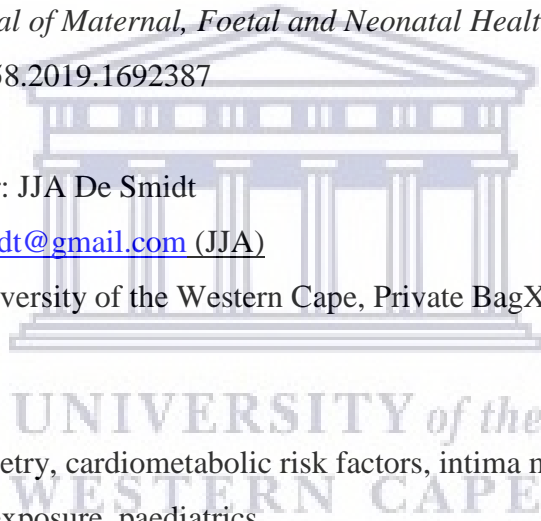 al of Maternal, Foetal and Neonatal Healt
58.2019.1692387
: JJA De Smidt
dt@gmail.com (JJA)
versity of the Western Cape, Private BagX
UNIVERSITY of the
etry, cardiometabolic risk factors, intima m
WESTERN CAPE
exposure, paediatrics